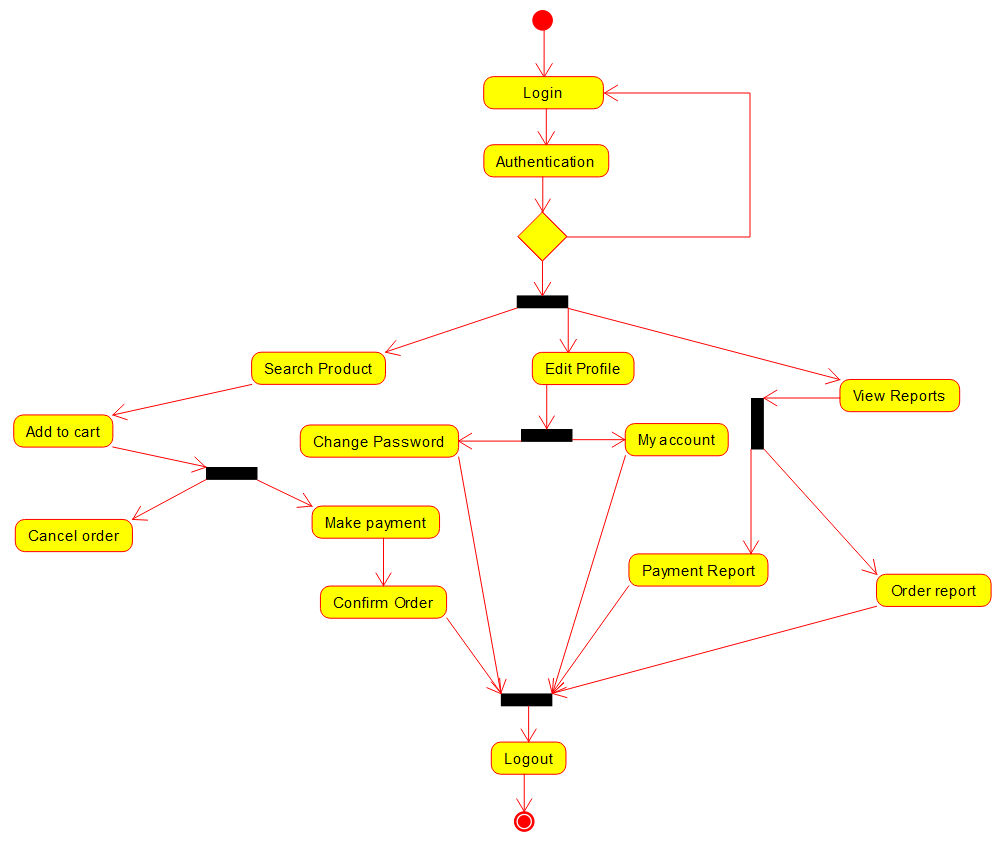 Login
Authentication
Search Product
Edit Profile
View Reports
Add to cart
Change Password
My account
Cancel order
Make payment
Payment Report
Order report
Confirm Order
Logout